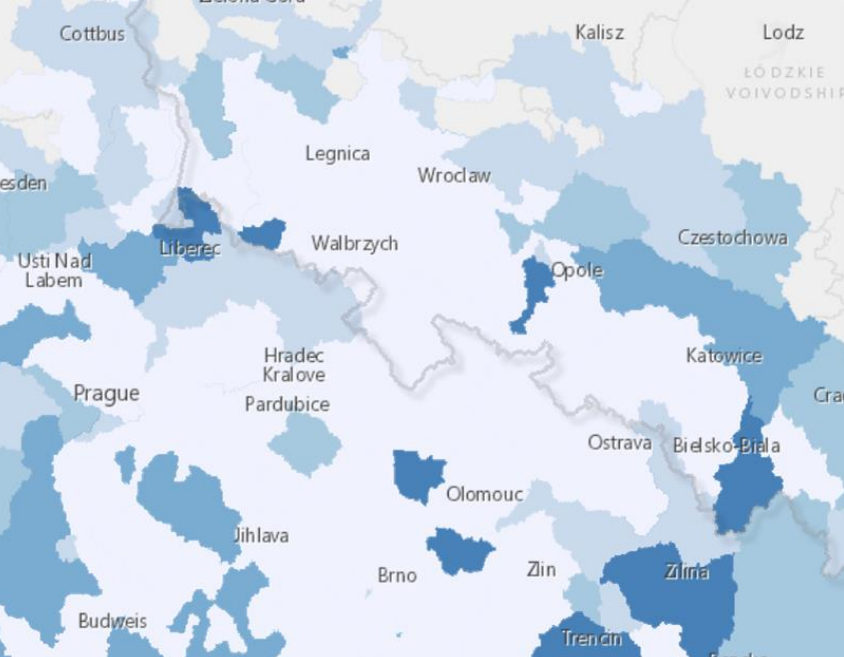 Cottbus
Kalisz
Lodz
ŁÓDZKIE
VOIVODSHIP
Legnica
Wroclaw
esden
Walbrzych
Czestochowa
Liberec
Usti Nad
Labem
Opole
Hradec
Kralove
Katowice
Prague
Pardubice
Cra
Ostrava
Bielsko-Biala
Olomouc
Jihlava
Brno
Zlin
Zilina
Budweis
Trencin